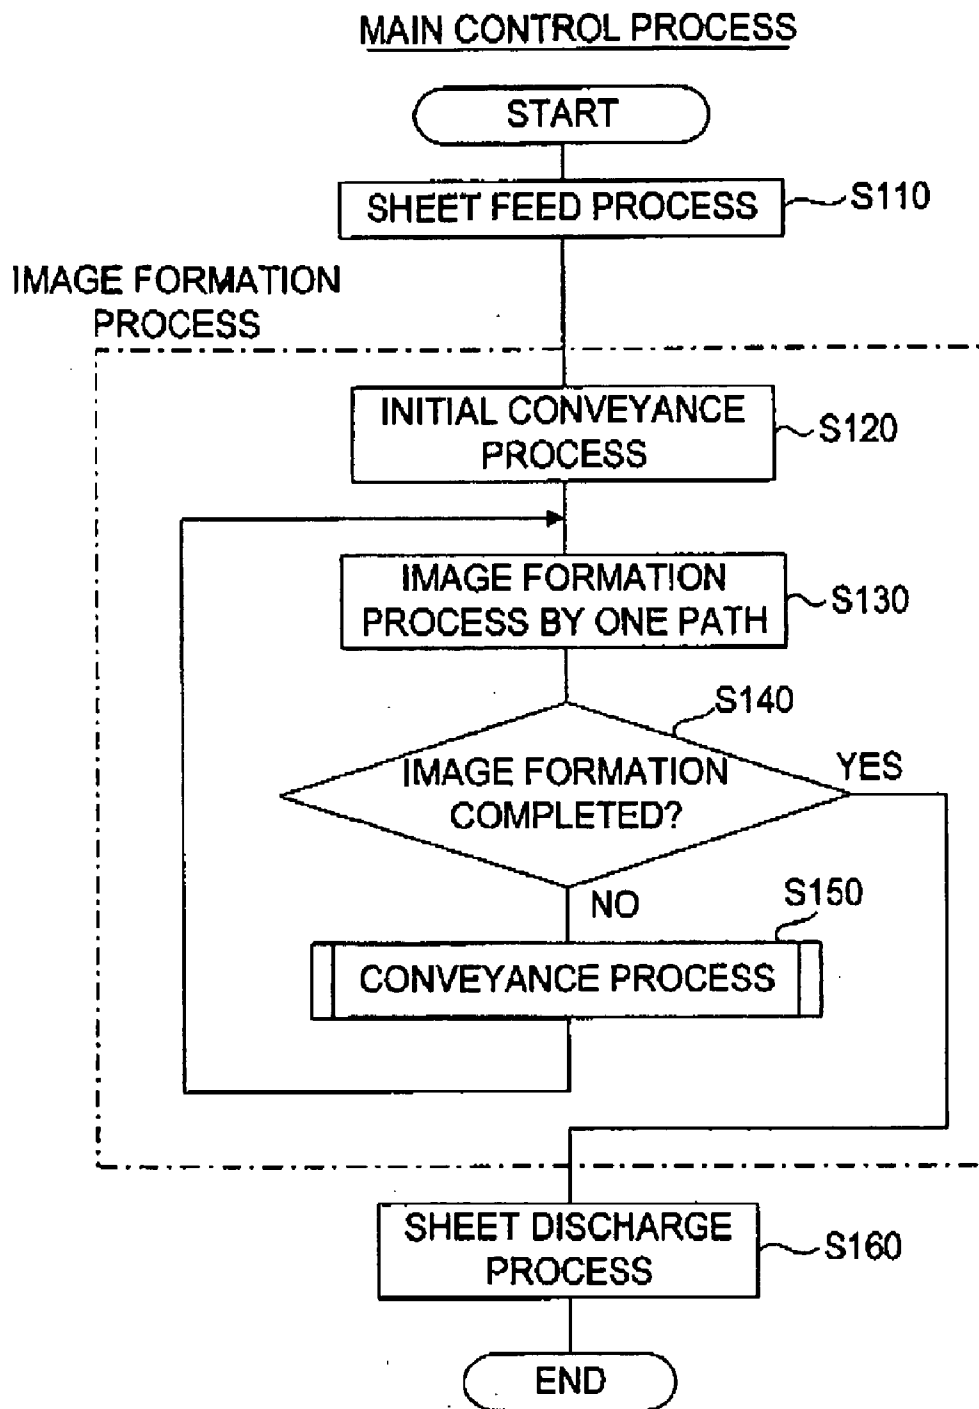 MAIN CONTROL PROCESS
START
SHEET FEED PROCESS
S110
IMAGE FORMATION
PROCESS
INITIAL CONVEYANCE
PROCESS
S120
IMAGE FORMATION
PROCESS BY ONE PATH
S130
S140
IMAGE FORMATION
COMPLETED?
YES
NO
S150
CONVEYANCE PROCESS
SHEET DISCHARGE
PROCESS
S160
END